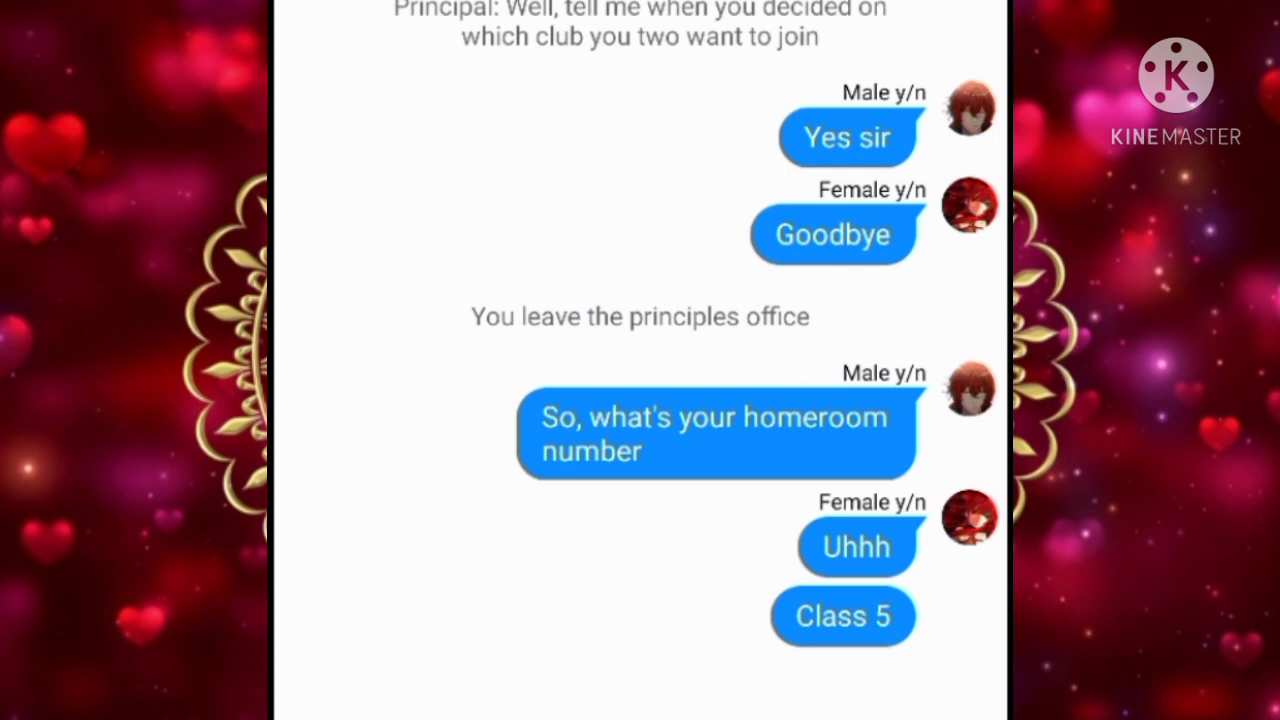 Principal: Well, tell me when you decided on
which club you two want to join
Male y/n
Yes sir
Female y/n
Goodbye
You leave the principles office
Male y/n
So, what's your homeroom
number
Female y/n
Uhhh
Class 5
K
KINEMASTER